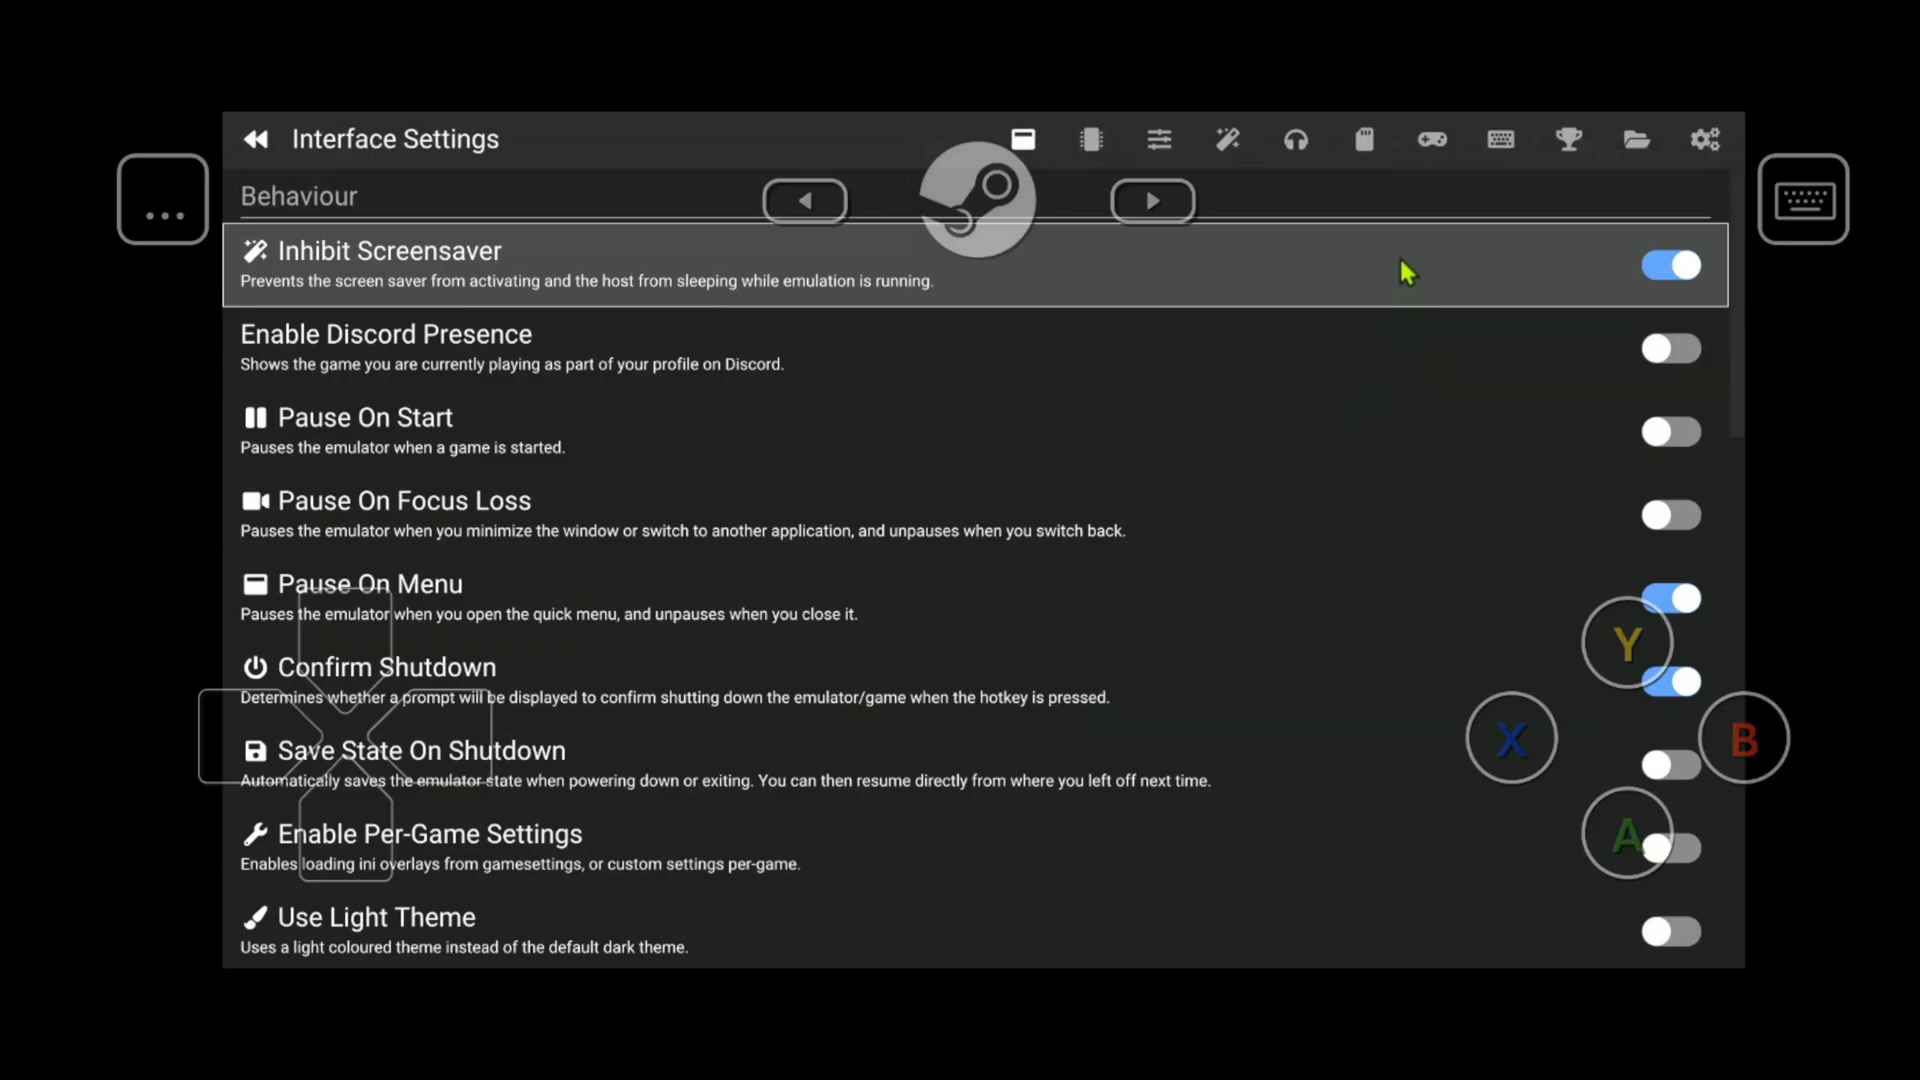 Interface Settings
Behaviour
Inhibit Screensaver
Prevents the screen saver from activating and the host from sleeping while emulation is running.
Enable Discord Presence
Shows the game you are currently playing as part of your profile on Discord.
Pause On Start
Pauses the emulator when a game is started.
Pause On Focus Loss
Pauses the emulator when you minimize the window or switch to another application, and unpauses when you switch back.
Pause On Menu
Pauses the emulator when you open the quick menu, and unpauses when you close it.
Y
Confirm Shutdown
Determines whether a prompt will be displayed to confirm shutting down the emulator/game when the hotkey is pressed.
X
B
Save State On Shutdown
Automatically saves the emulator state when powering down or exiting. You can then resume directly from where you left off next time.
Enable Per-Game Settings
A
Enables loading ini overlays from gamesettings, or custom settings per-game.
Use Light Theme
Uses a light coloured theme instead of the default dark theme.